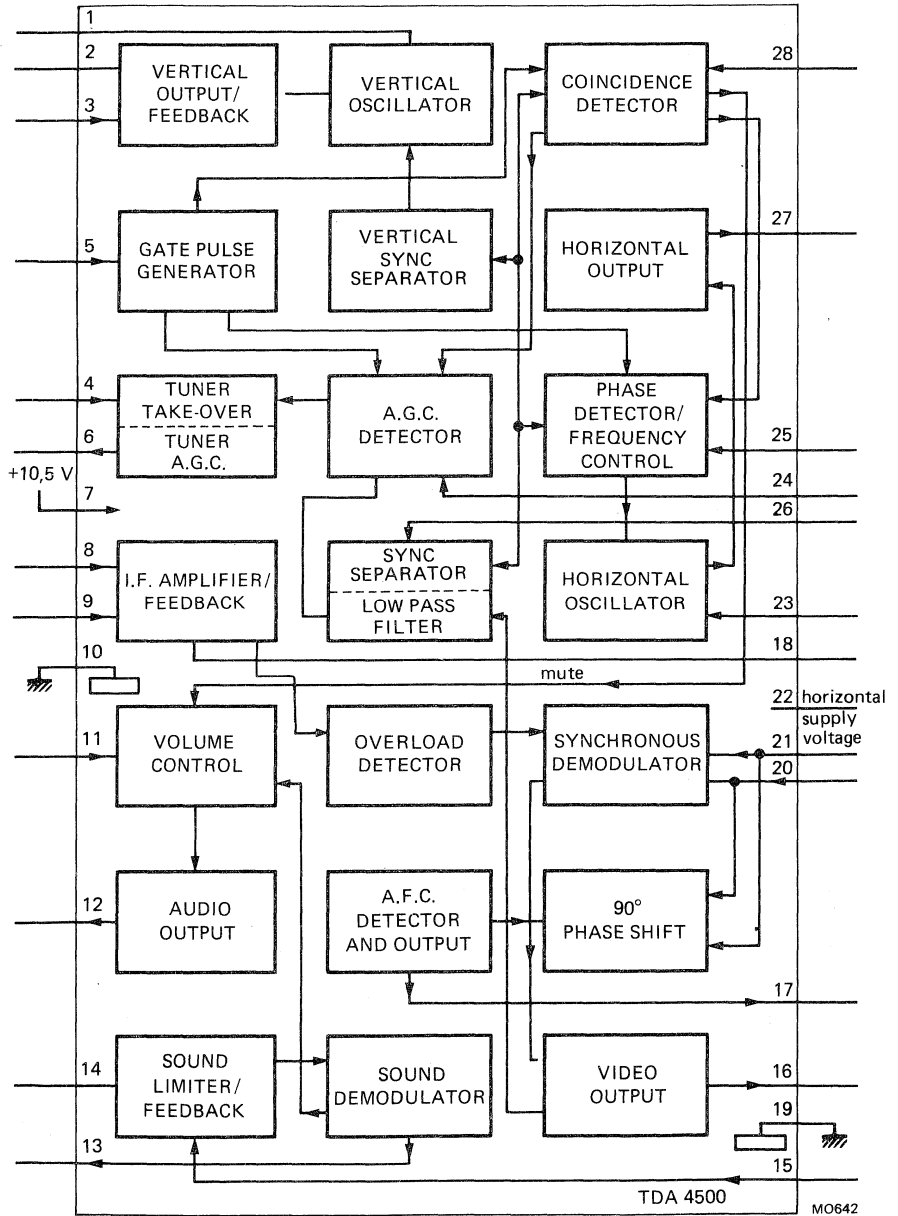 1
2
VERTICAL
OUTPUT/
FEEDBACK
3
VERTICAL
OSCILLATOR
COINCIDENCE
DETECTOR
28
5
GATE PULSE
GENERATOR
VERTICAL
SYNC
SEPARATOR
HORIZONTAL
OUTPUT
27
4
TUNER
TAKE-OVER
6
TUNER
A.G.C.
A.G.C.
DETECTOR
PHASE
DETECTOR/
FREQUENCY
CONTROL
25
24
26
+10,5 V
7
8
I.F. AMPLIFIER/
FEEDBACK
9
SYNC
SEPARATOR
LOW PASS
FILTER
HORIZONTAL
OSCILLATOR
23
18
10
mute
22 horizontal
supply
voltage
11
VOLUME
CONTROL
OVERLOAD
DETECTOR
SYNCHRONOUS
DEMODULATOR
21
20
12
AUDIO
OUTPUT
A.F.C.
DETECTOR
AND OUTPUT
90°
PHASE SHIFT
17
14
SOUND
LIMITER/
FEEDBACK
SOUND
DEMODULATOR
VIDEO
OUTPUT
16
19
13
15
TDA 4500
MO642